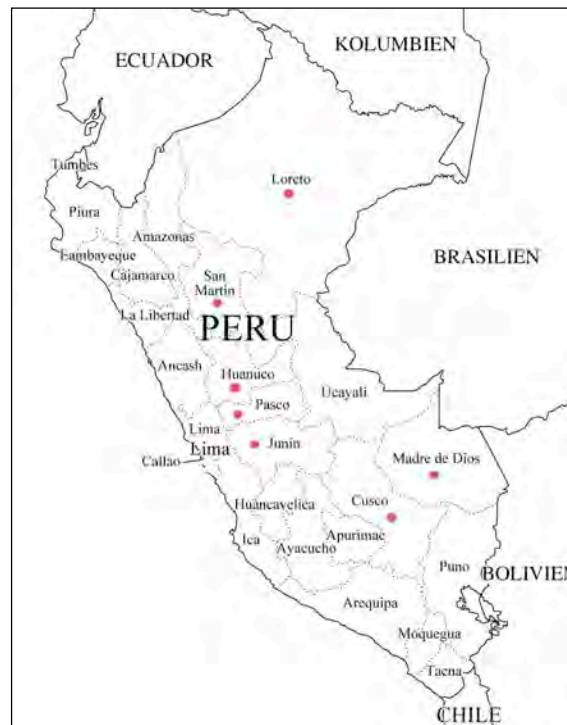 KOLUMBIEN
ECUADOR
Tumbes
Loreto
Piura
Amazonas
Lambayeque
Cajamarco
San
Martin
BRASILIEN
La Libertad
PERU
Ancash
Huanuco
Ucayali
Pasco
Lima
Junin
Lima
Callao
Madre de Dios
Cusco
Huancavelica
Ica
Ayacucho
Apurimac
Puno
BOLIVIEN
Arequipa
Moquegua
Tacna
CHILE